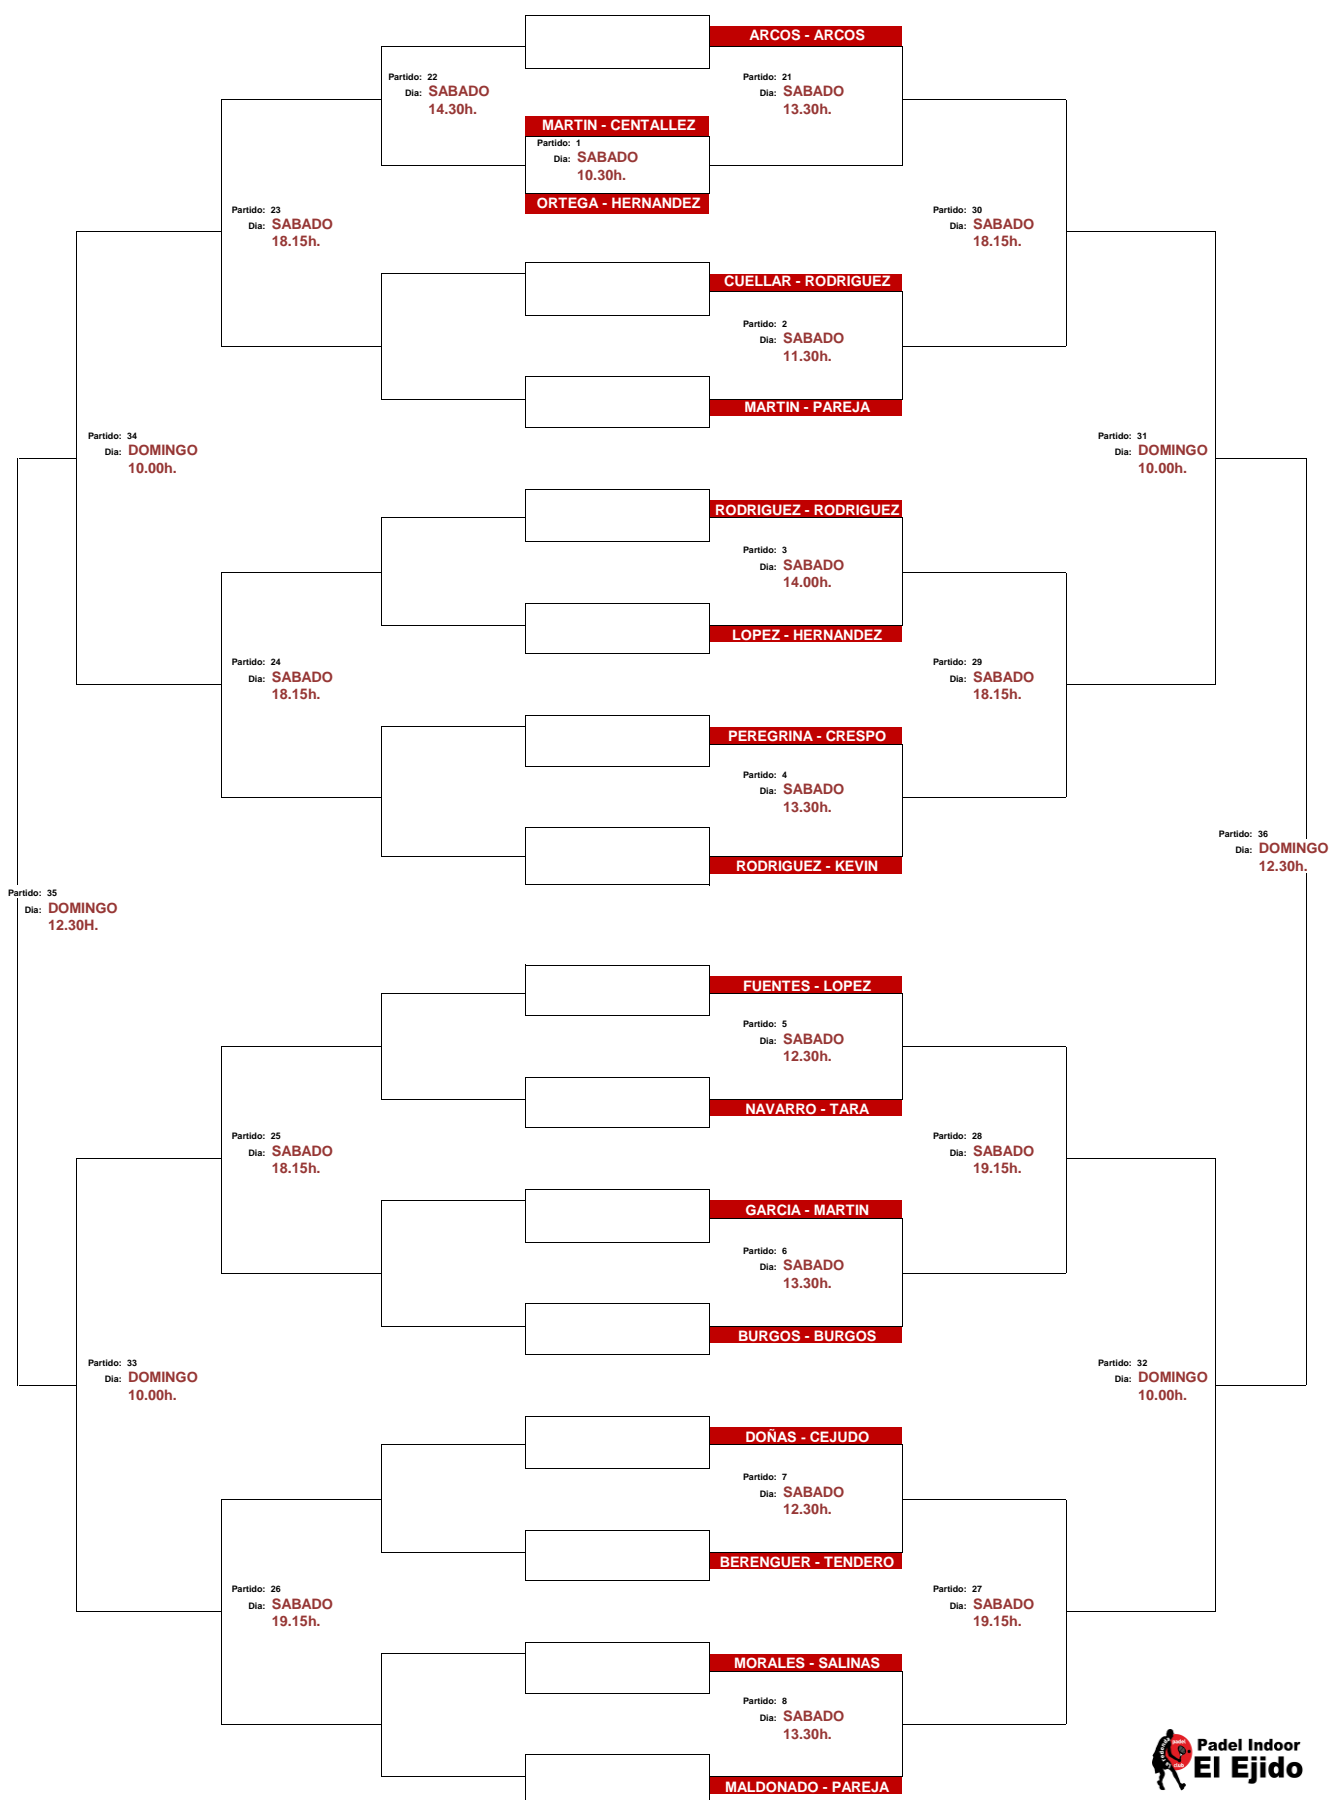 ARCOS - ARCOS
Partido: 22
Dia: SABADO
14.30h.
Partido: 21
Dia: SABADO
13.30h.
MARTIN - CENTALLEZ
Partido: 1
Dia: SABADO
10.30h.
ORTEGA - HERNANDEZ
Partido: 23
Dia: SABADO
18.15h.
Partido: 30
Dia: SABADO
18.15h.
CUELLAR - RODRIGUEZ
Partido: 2
Dia: SABADO
11.30h.
MARTIN - PAREJA
Partido: 34
Dia: DOMINGO
10.00h.
Partido: 31
Dia: DOMINGO
10.00h.
RODRIGUEZ - RODRIGUEZ
Partido: 3
Dia: SABADO
14.00h.
LOPEZ - HERNANDEZ
Partido: 24
Dia: SABADO
18.15h.
Partido: 29
Dia: SABADO
18.15h.
PEREGRINA - CRESPO
Partido: 4
Dia: SABADO
13.30h.
RODRIGUEZ - KEVIN
Partido: 36
Dia: DOMINGO
12.30h.
Partido: 35
Dia: DOMINGO
12.30H.
FUENTES - LOPEZ
Partido: 5
Dia: SABADO
12.30h.
NAVARRO - TARA
Partido: 25
Dia: SABADO
18.15h.
Partido: 28
Dia: SABADO
19.15h.
GARCIA - MARTIN
Partido: 6
Dia: SABADO
13.30h.
BURGOS - BURGOS
Partido: 33
Dia: DOMINGO
10.00h.
Partido: 32
Dia: DOMINGO
10.00h.
DOÑAS - CEJUDO
Partido: 7
Dia: SABADO
12.30h.
BERENGUER - TENDERO
Partido: 26
Dia: SABADO
19.15h.
Partido: 27
Dia: SABADO
19.15h.
MORALES - SALINAS
Partido: 8
Dia: SABADO
13.30h.
MALDONADO - PAREJA
Padel Indoor
El Ejido